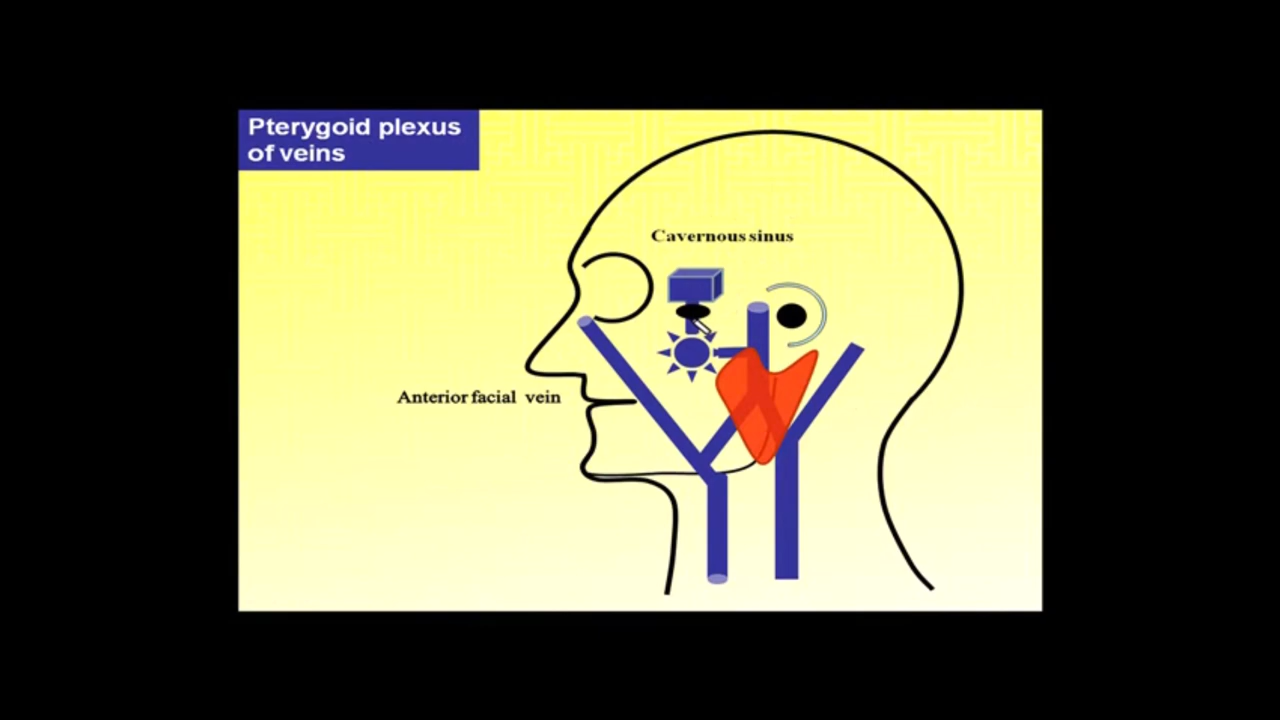 Pterygoid plexus
of veins
Cavernous sinus
Anterior facial vein